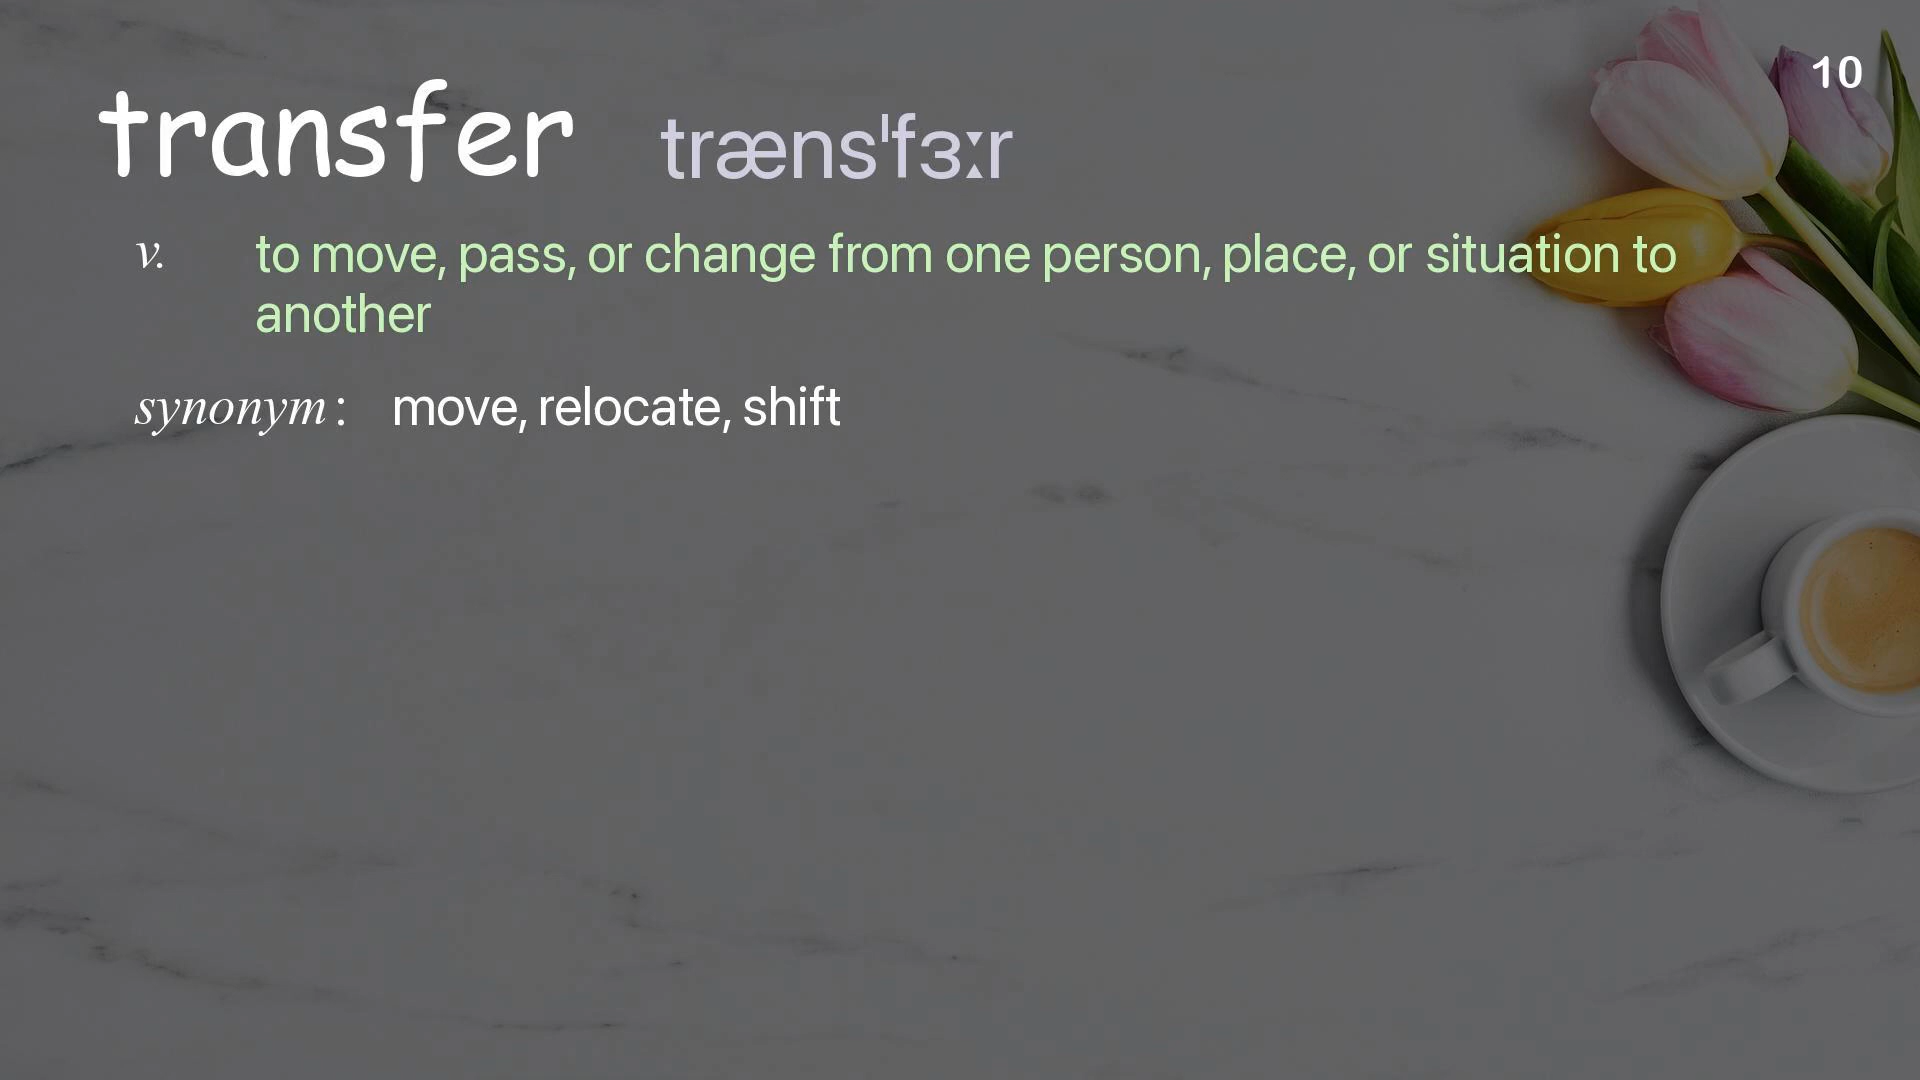 10
transfer trænsˈfɜːr
v. to move, pass, or change from one person, place, or situation to
another
synonym: move, relocate, shift